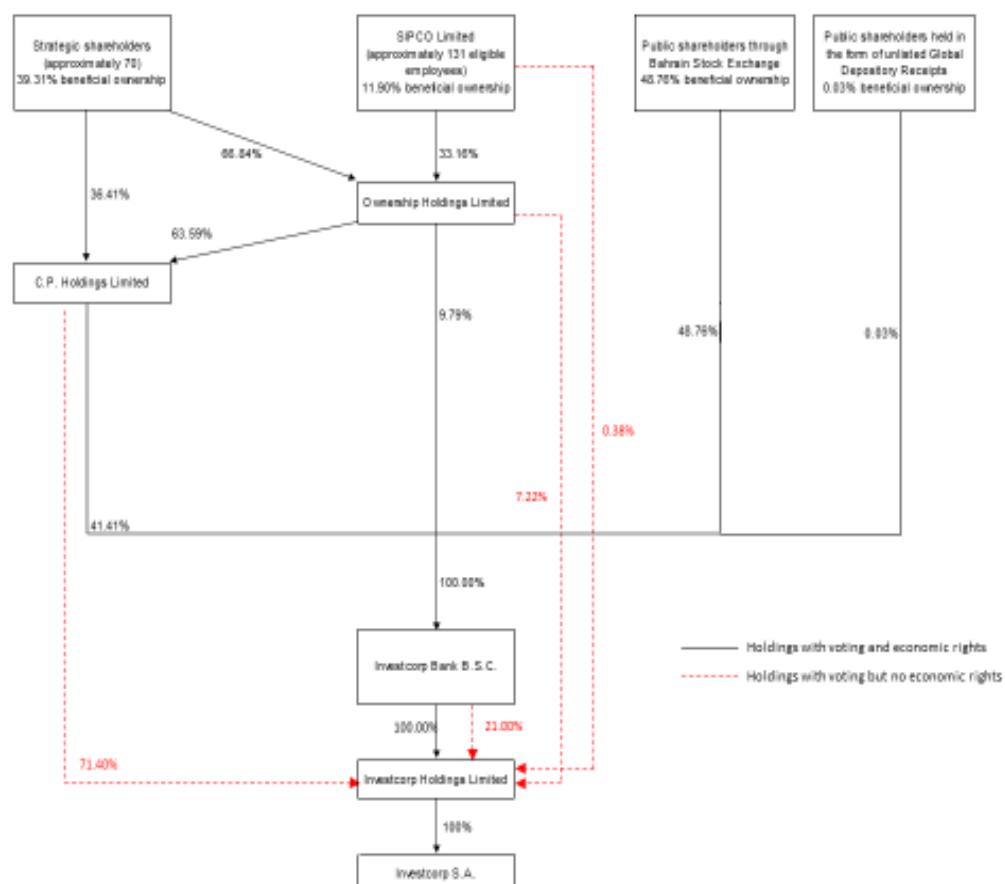 Strategic shareholders
(approximately 70)
39.31% beneficial ownership
SIPCO Limited
(approximately 131 eligible
employees)
11.90% beneficial ownership
Public shareholders through
Bahrain Stock Exchange
48.76% beneficial ownership
Public shareholders held in
the form of unlisted Global
Depository Receipts
0.03% beneficial ownership
66.84%
33.16%
36.41%
Ownership Holdings Limited
63.59%
C.P. Holdings Limited
9.79%
48.76%
0.03%
0.38%
7.22%
41.41%
100.00%
Investcorp Bank B.S.C.
Holdings with voting and economic rights
Holdings with voting but no economic rights
100.00%
21.00%
71.40%
Investcorp Holdings Limited
100%
Investcorp S.A.